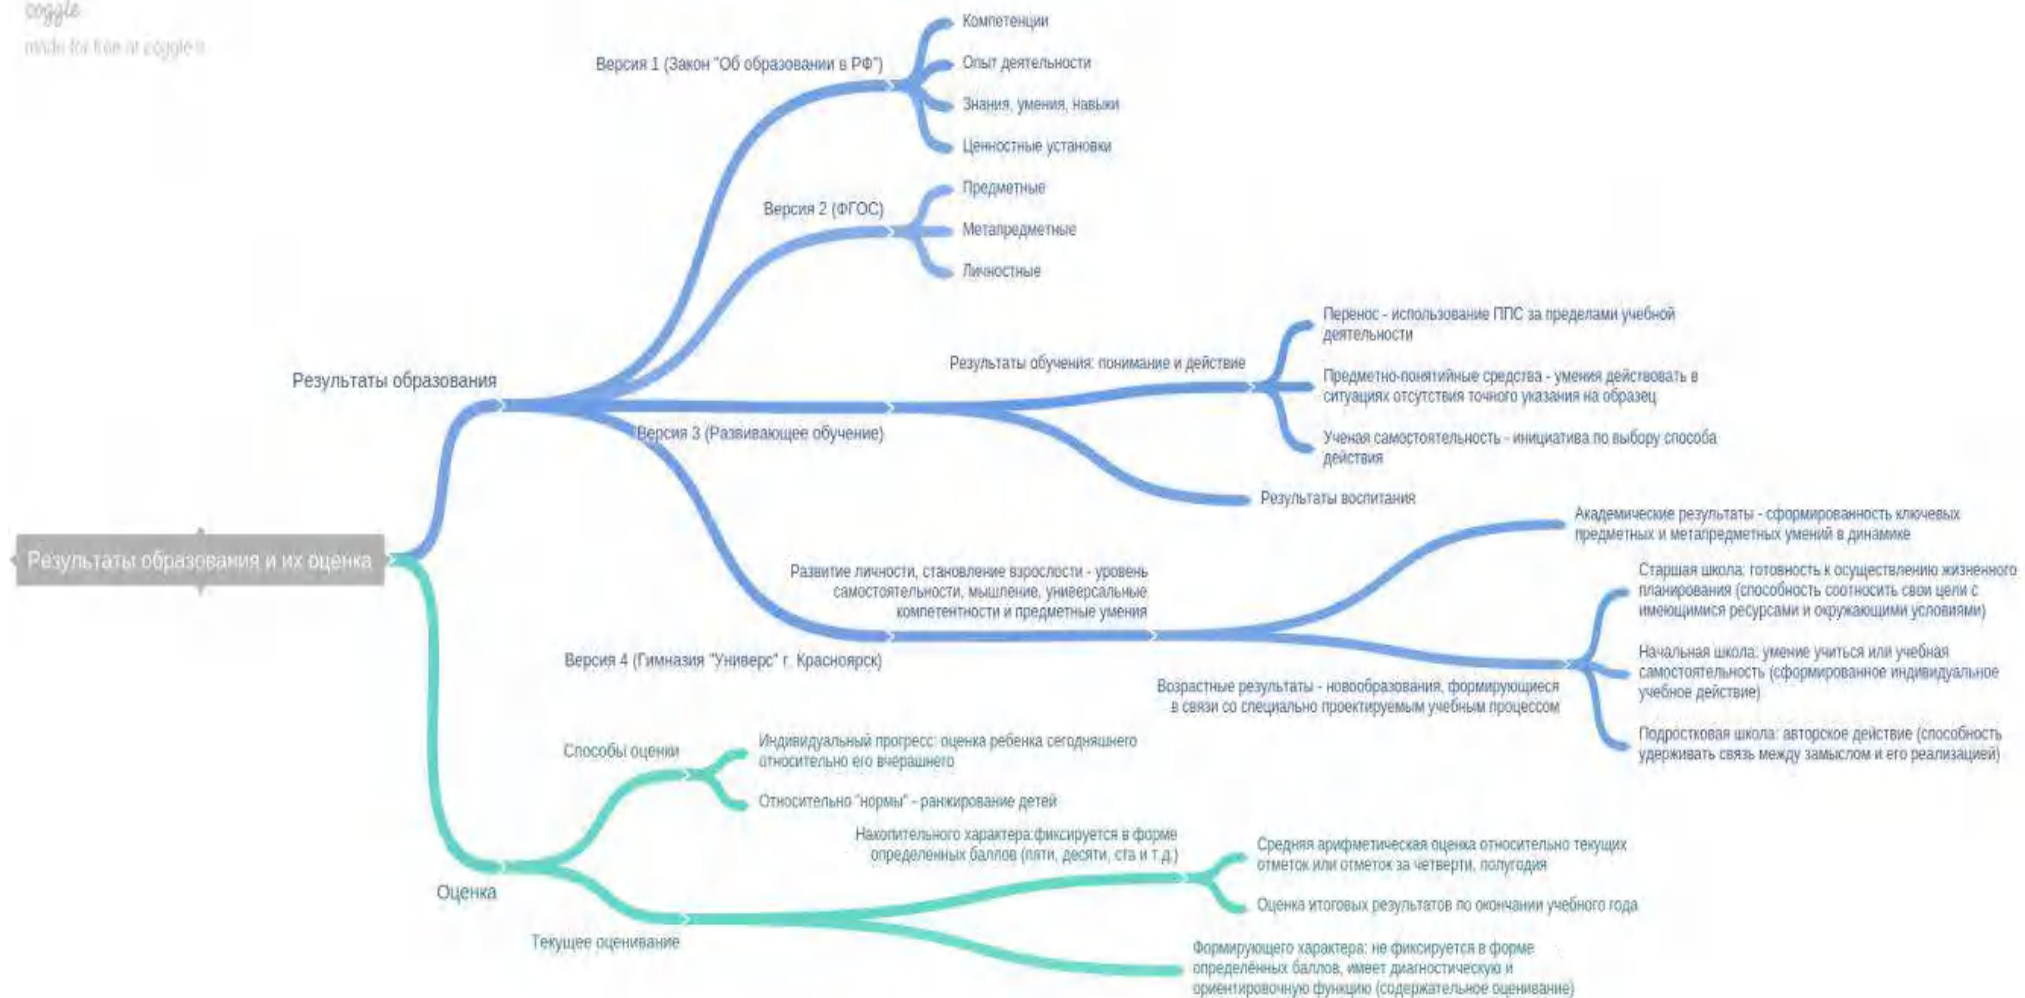 coggle
made for free at coggle.it
Компетенции
Версия 1 (Закон "Об образовании в РФ")
Опыт деятельности
Знания, умения, навыки
Ценностные установки
Предметные
Версия 2 (ФГОС)
Метапредметные
Личностные
Результаты образования
Перенос - использование ППС за пределами учебной
деятельности
Результаты обучения: понимание и действие
Предметно-понятийные средства - умения действовать в
ситуациях отсутствия точного указания на образец
Версия 3 (Развивающее обучение)
Ученая самостоятельность - инициатива по выбору способа
действия
Результаты воспитания
Результаты образования и их оценка
Академические результаты - сформированность ключевых
предметных и метапредметных умений в динамике
Развитие личности, становление взрослости - уровень
самостоятельности, мышление, универсальные
компетентности и предметные умения
Старшая школа: готовность к осуществлению жизненного
планирования (способность соотносить свои цели с
имеющимися ресурсами и окружающими условиями)
Версия 4 (Гимназия "Универс" г. Красноярск)
Начальная школа: умение учиться или учебная
самостоятельность (сформированное индивидуальное
учебное действие)
Возрастные результаты - новообразования, формирующиеся
в связи со специально проектируемым учебным процессом
Подростковая школа: авторское действие (способность
удерживать связь между замыслом и его реализацией)
Способы оценки
Индивидуальный прогресс: оценка ребенка сегодняшнего
относительно его вчерашнего
Относительно "нормы" - ранжирование детей
Оценка
Накопительного характера:фиксируется в форме
определенных баллов (пяти, десяти, ста и т.д.)
Средняя арифметическая оценка относительно текущих
отметок или отметок за четверти, полугодия
Оценка итоговых результатов по окончании учебного года
Текущее оценивание
Формирующего характера: не фиксируется в форме
определённых баллов, имеет диагностическую и
ориентировочную функцию (содержательное оценивание)